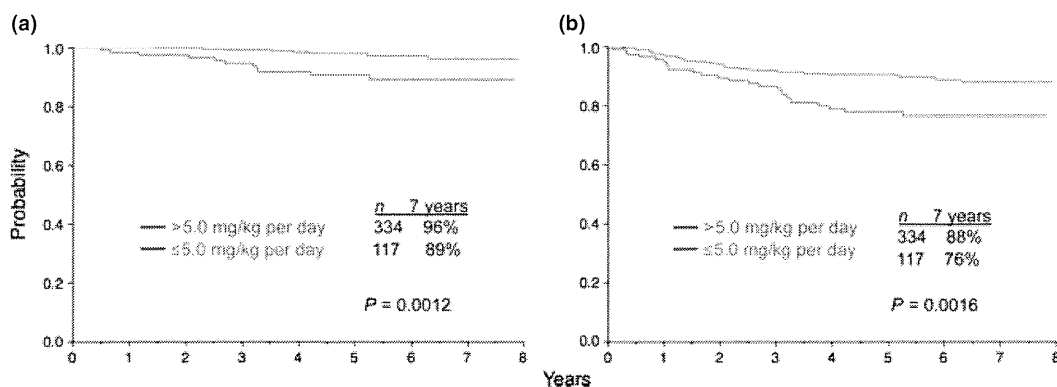 (a)
1.0
0.8
0.6
0.4
0.2
0.0
Probability
n 7 years
>5.0 mg/kg per day 334 96%
≤5.0 mg/kg per day 117 89%
P = 0.0012
0 1 2 3 4 5 6 7 8
(b)
1.0
0.8
0.6
0.4
0.2
0.0
n 7 years
>5.0 mg/kg per day 334 88%
≤5.0 mg/kg per day 117 76%
P = 0.0016
0 1 2 3 4 5 6 7 8
Years